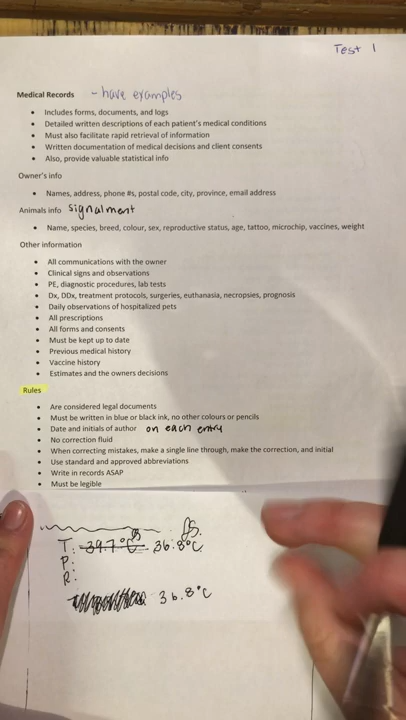 Test 1
Medical Records - have examples
• Includes forms, documents, and logs
• Detailed written descriptions of each patient's medical conditions
• Must also facilitate rapid retrieval of information
• Written documentation of medical decisions and client consents
• Also, provide valuable statistical info
Owner's info
• Names, address, phone #s, postal code, city, province, email address
Animals info signalment
• Name, species, breed, colour, sex, reproductive status, age, tattoo, microchip, vaccines, weight
Other information
• All communications with the owner
• Clinical signs and observations
• PE, diagnostic procedures, lab tests
• Dx, DDx, treatment protocols, surgeries, euthanasia, necropsies, prognosis
• Daily observations of hospitalized pets
• All prescriptions
• All forms and consents
• Must be kept up to date
• Previous medical history
• Vaccine history
• Estimates and the owners decisions
Rules
• Are considered legal documents
• Must be written in blue or black ink, no other colours or pencils
• Date and initials of author on each entry
• No correction fluid
• When correcting mistakes, make a single line through, make the correction, and initial
• Use standard and approved abbreviations
• Write in records ASAP
• Must be legible
T: 39.7°C 36.8°C
P:
R:
36.8°C